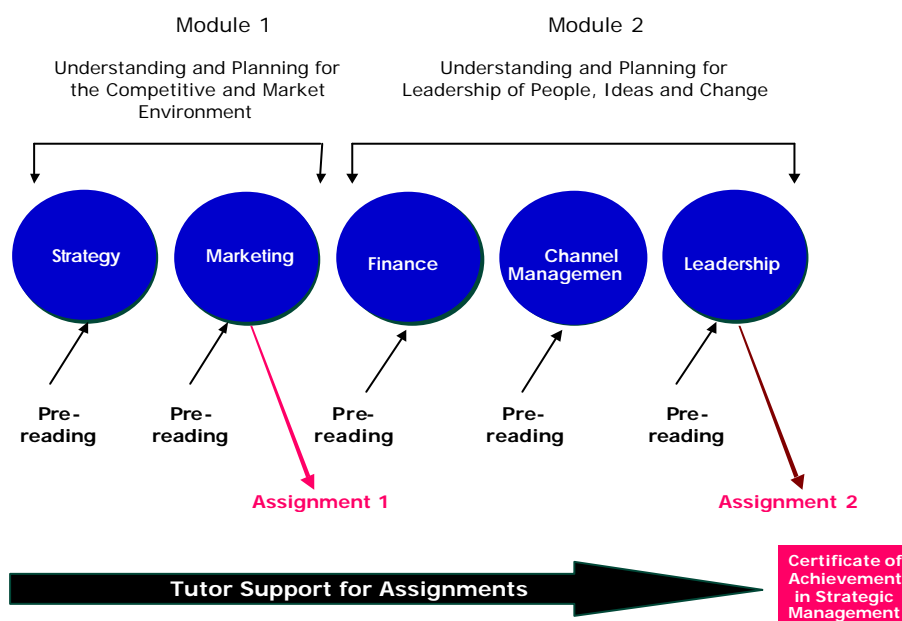 Module 1
Understanding and Planning for
the Competitive and Market
Environment
Module 2
Understanding and Planning for
Leadership of People, Ideas and Change
Strategy
Marketing
Finance
Channel
Managemen
Leadership
Pre-
reading
Pre-
reading
Pre-
reading
Pre-
reading
Pre-
reading
Assignment 1
Assignment 2
Tutor Support for Assignments
Certificate of
Achievement
in Strategic
Management